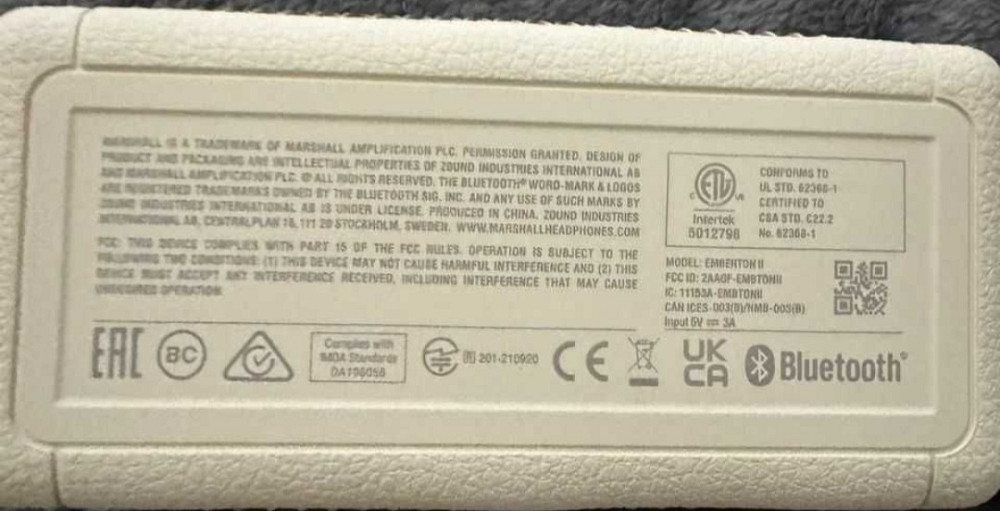 MARSHALL IS A TRADEMARK OF MARSHALL AMPLIFICATION PLC. PERMISSION GRANTED. DESIGN OF
PRODUCT AND PACKAGING ARE INTELLECTUAL PROPERTIES OF ZOUND INDUSTRIES INTERNATIONAL AB
AND MARSHALL AMPLIFICATION PLC. © ALL RIGHTS RESERVED. THE BLUETOOTH® WORD-MARK & LOGOS
ARE REGISTERED TRADEMARKS OWNED BY THE BLUETOOTH SIG, INC. AND ANY USE OF SUCH MARKS BY
ZOUND INDUSTRIES INTERNATIONAL AB IS UNDER LICENSE. PRODUCED IN CHINA. ZOUND INDUSTRIES
INTERNATIONAL AB, CENTRALPLAN 15, 111 20 STOCKHOLM, SWEDEN. WWW.MARSHALLHEADPHONES.COM
FCC: THIS DEVICE COMPLIES WITH PART 15 OF THE FCC RULES. OPERATION IS SUBJECT TO THE
FOLLOWING TWO CONDITIONS: (1) THIS DEVICE MAY NOT CAUSE HARMFUL INTERFERENCE AND (2) THIS
DEVICE MUST ACCEPT ANY INTERFERENCE RECEIVED, INCLUDING INTERFERENCE THAT MAY CAUSE
UNDESIRED OPERATION.
C ETL US
Intertek
5012798
CONFORMS TO
UL STD. 62368-1
CERTIFIED TO
CSA STD. C22.2
No. 62368-1
MODEL: EMBERTON II
FCC ID: 2AAGF-EMBTONII
IC: 11153A-EMBTONII
CAN ICES-003(B)/NMB-003(B)
Input 5V ⎓ 3A
EAC
BC
Complies with
IMDA Standards
DA106058
R 201-210920
CE
UK
CA
Bluetooth®